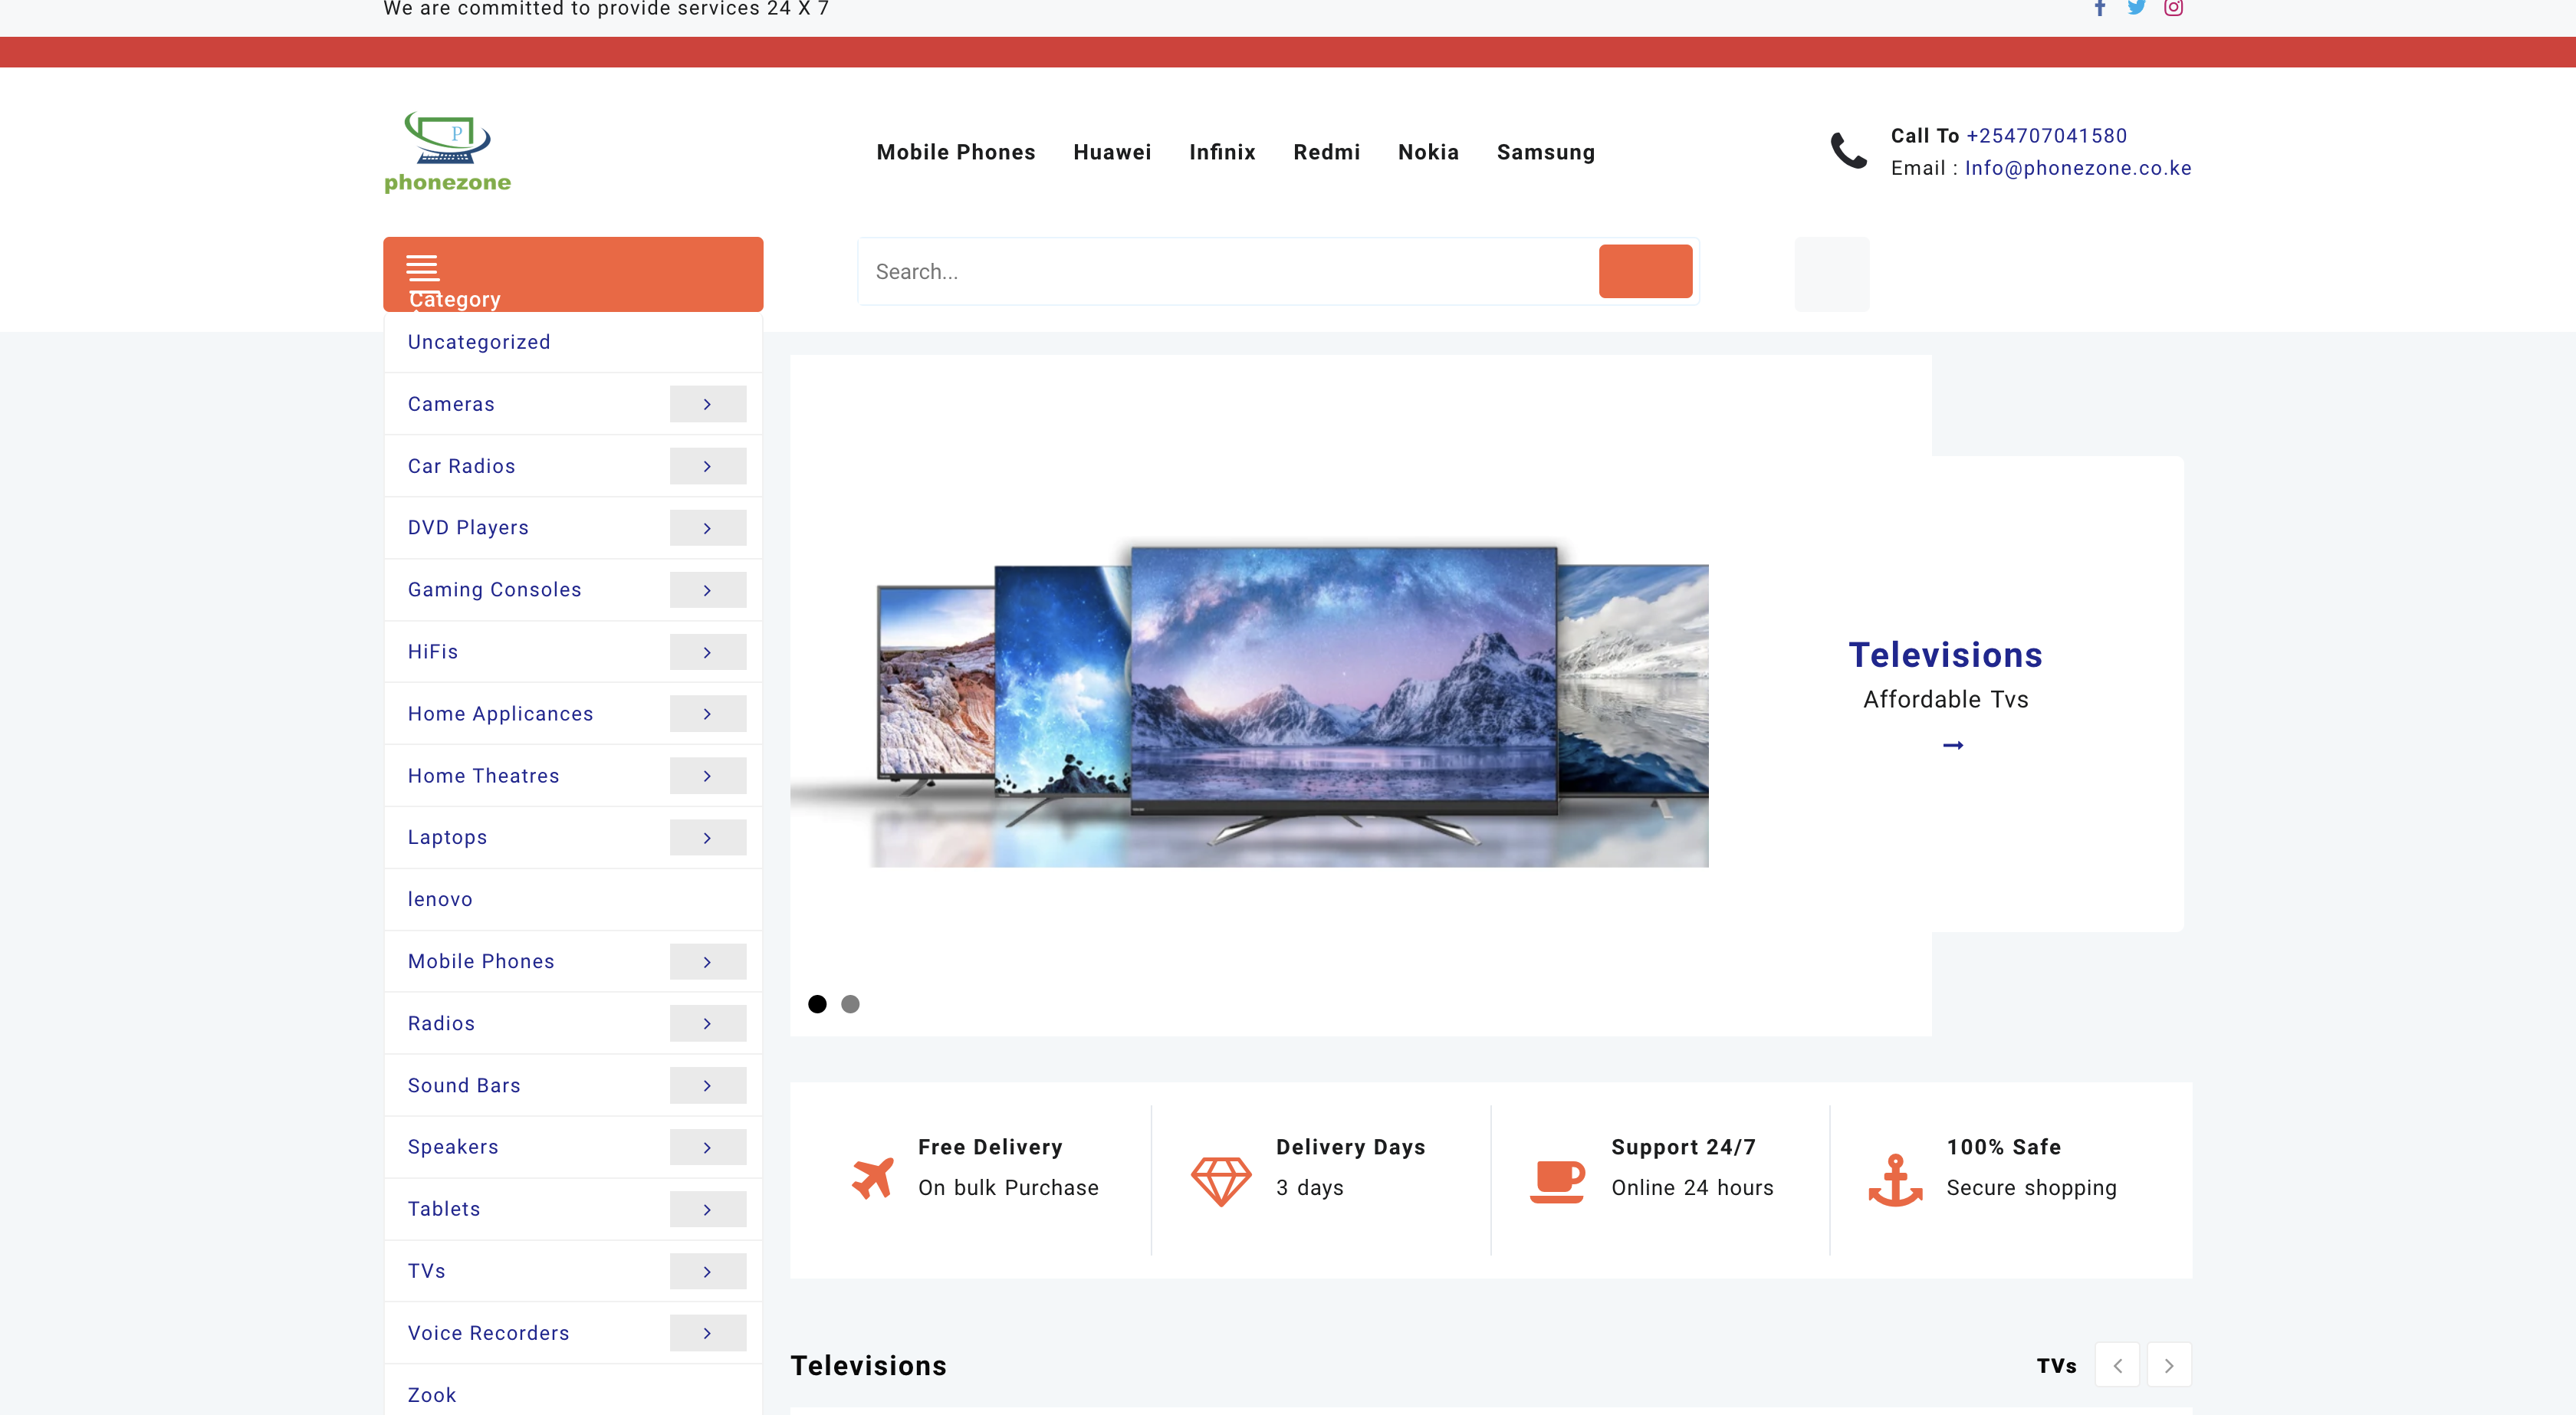 We are committed to provide services 24 X 7
P
phonezone
Mobile Phones Huawei Infinix Redmi Nokia Samsung
Call To +254707041580
Email : Info@phonezone.co.ke
Category
Search...
Uncategorized
Cameras
Car Radios
DVD Players
Gaming Consoles
HiFis
Home Applicances
Home Theatres
Laptops
lenovo
Mobile Phones
Radios
Sound Bars
Speakers
Tablets
TVs
Voice Recorders
Zook
Televisions
Affordable Tvs
Free Delivery
On bulk Purchase
Delivery Days
3 days
Support 24/7
Online 24 hours
100% Safe
Secure shopping
Televisions
TVs